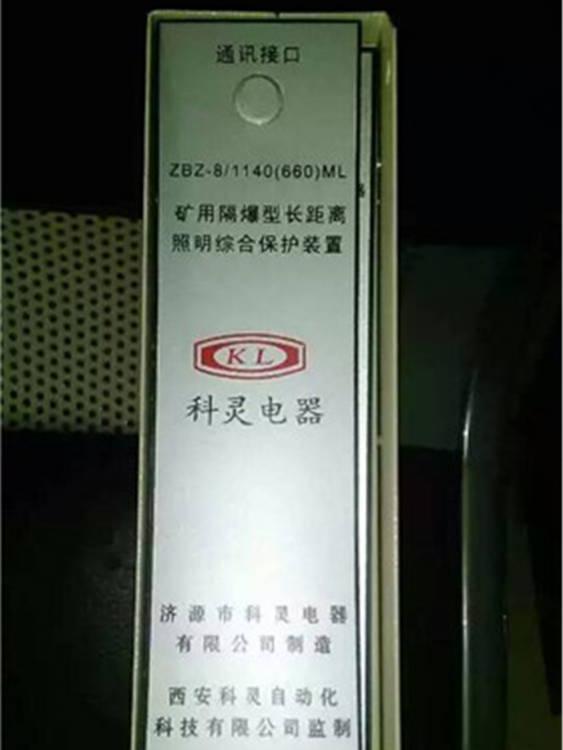 通讯接口
ZBZ-8/1140(660)ML
矿用隔爆型长距离
照明综合保护装置
KL
科灵电器
济源市科灵电器
有限公司制造
西安科灵自动化
科技有限公司监制